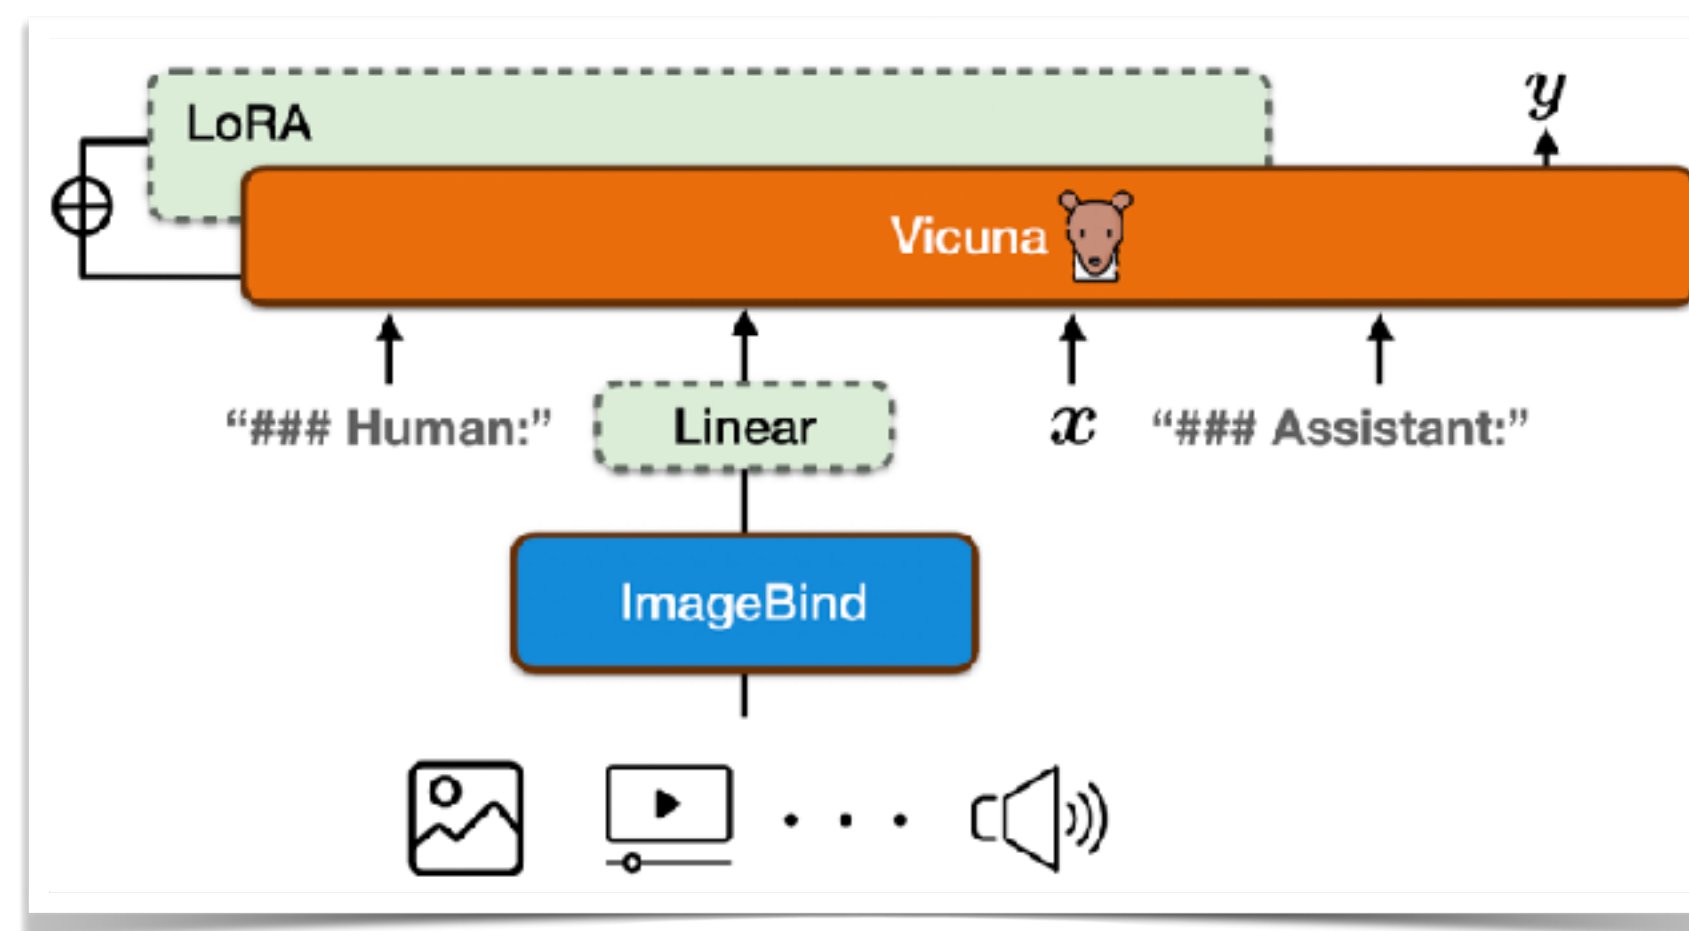 LoRA
y
Vicuna
“### Human:”
Linear
x
“### Assistant:”
ImageBind